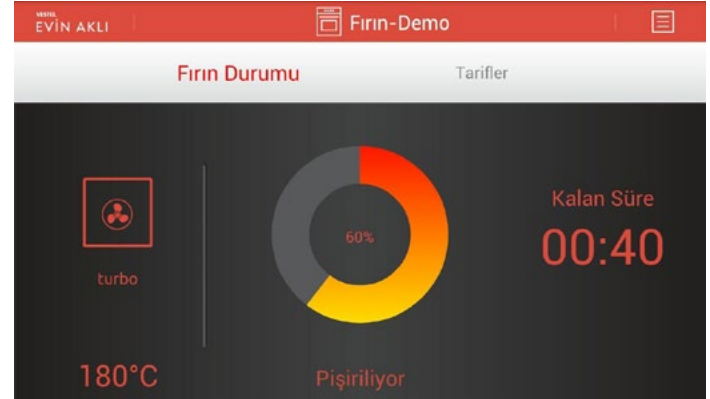 VESTEL
EVİN AKLI
Fırın-Demo
Fırın Durumu
Tarifler
turbo
180°C
60%
Pişiriliyor
Kalan Süre
00:40